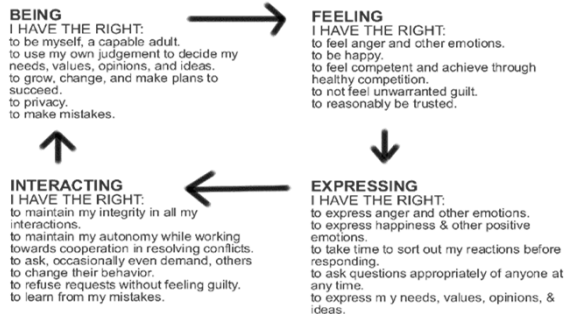 BEING
I HAVE THE RIGHT:
to be myself, a capable adult.
to use my own judgement to decide my
needs, values, opinions, and ideas.
to grow, change, and make plans to
succeed.
to privacy.
to make mistakes.
FEELING
I HAVE THE RIGHT:
to feel anger and other emotions.
to be happy.
to feel competent and achieve through
healthy competition.
to not feel unwarranted guilt.
to reasonably be trusted.
INTERACTING
I HAVE THE RIGHT:
to maintain my integrity in all my
interactions.
to maintain my autonomy while working
towards cooperation in resolving conflicts.
to ask, occasionally even demand, others
to change their behavior.
to refuse requests without feeling guilty.
to learn from my mistakes.
EXPRESSING
I HAVE THE RIGHT:
to express anger and other emotions.
to express happiness & other positive
emotions.
to take time to sort out my reactions before
responding.
to ask questions appropriately of anyone at
any time.
to express m y needs, values, opinions, &
ideas.